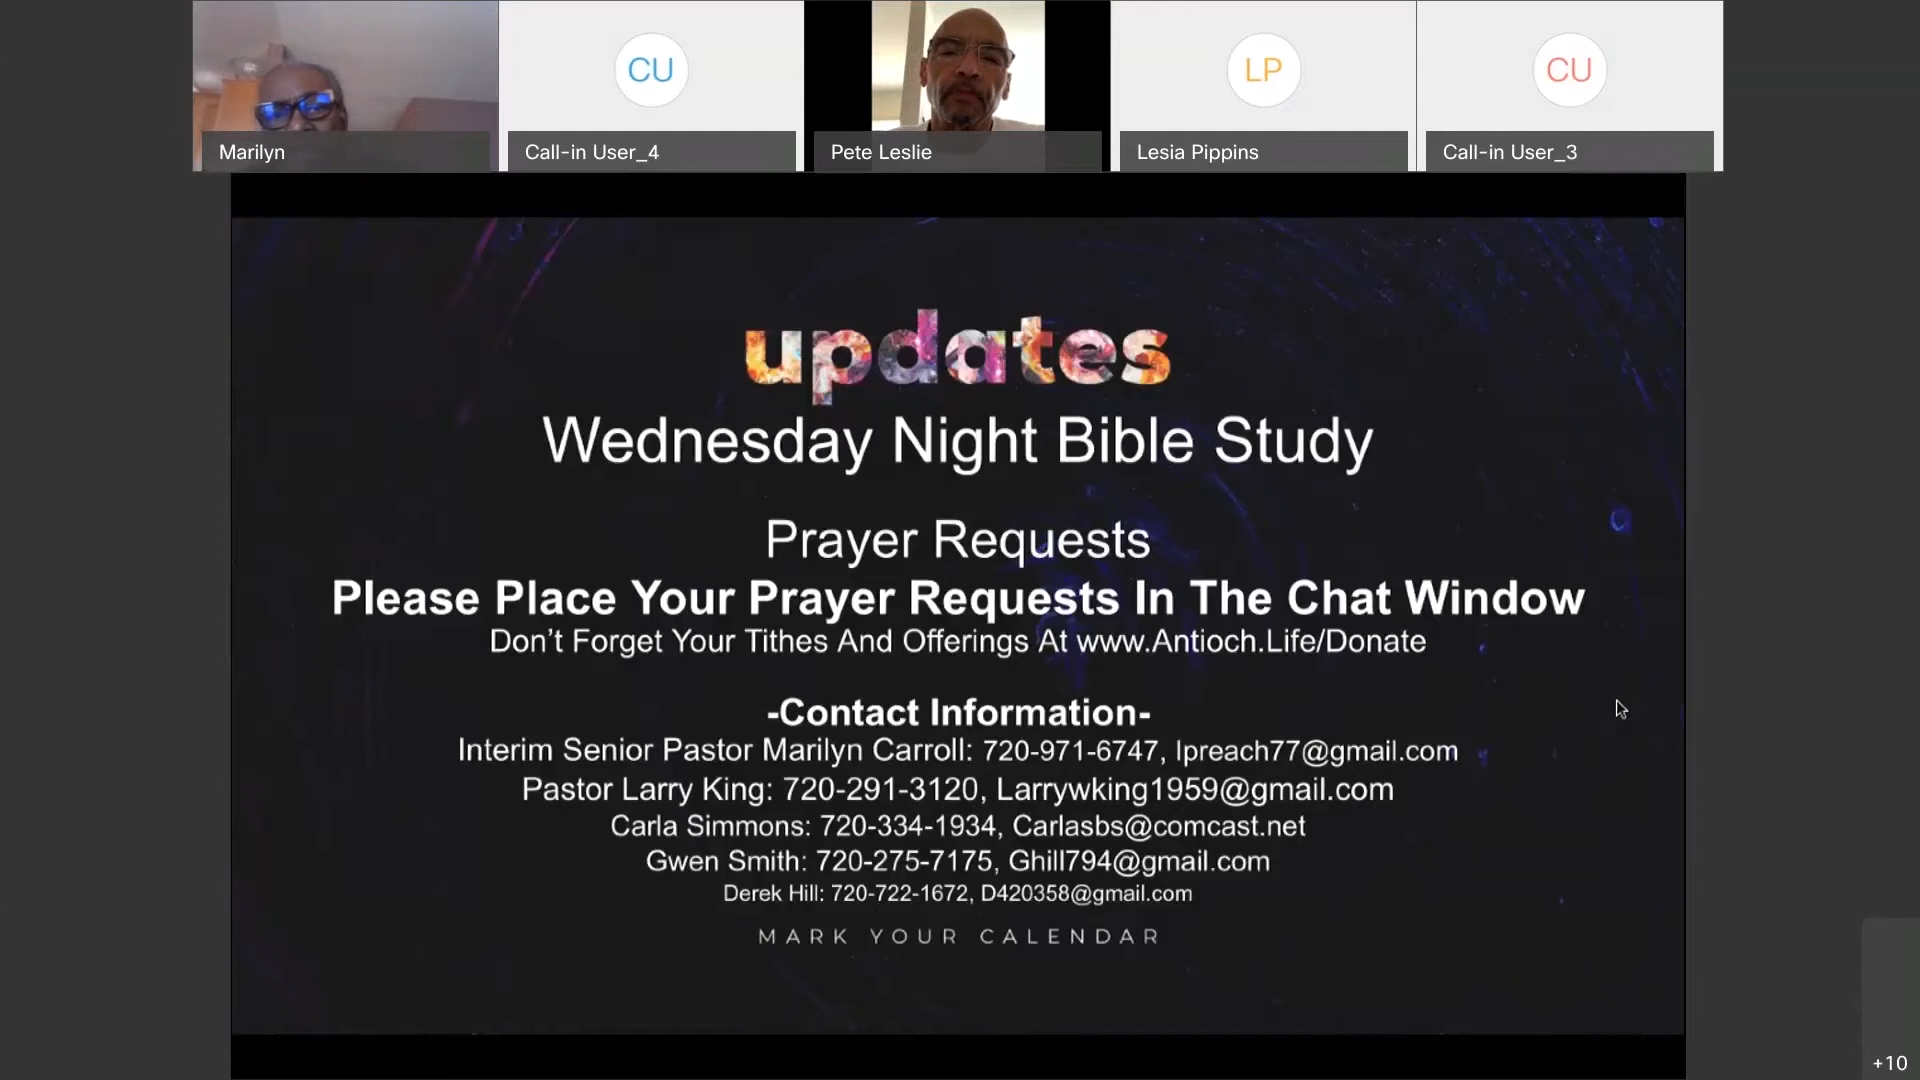 CU
LP
CU
Marilyn
Call-in User_4
Pete Leslie
Lesia Pippins
Call-in User_3
updates
Wednesday Night Bible Study
Prayer Requests
Please Place Your Prayer Requests In The Chat Window
Don't Forget Your Tithes And Offerings At www.Antioch.Life/Donate
-Contact Information-
Interim Senior Pastor Marilyn Carroll: 720-971-6747, Ipreach77@gmail.com
Pastor Larry King: 720-291-3120, Larrywking1959@gmail.com
Carla Simmons: 720-334-1934, Carlasbs@comcast.net
Gwen Smith: 720-275-7175, Ghill794@gmail.com
Derek Hill: 720-722-1672, D420358@gmail.com
MARK YOUR CALENDAR
+10